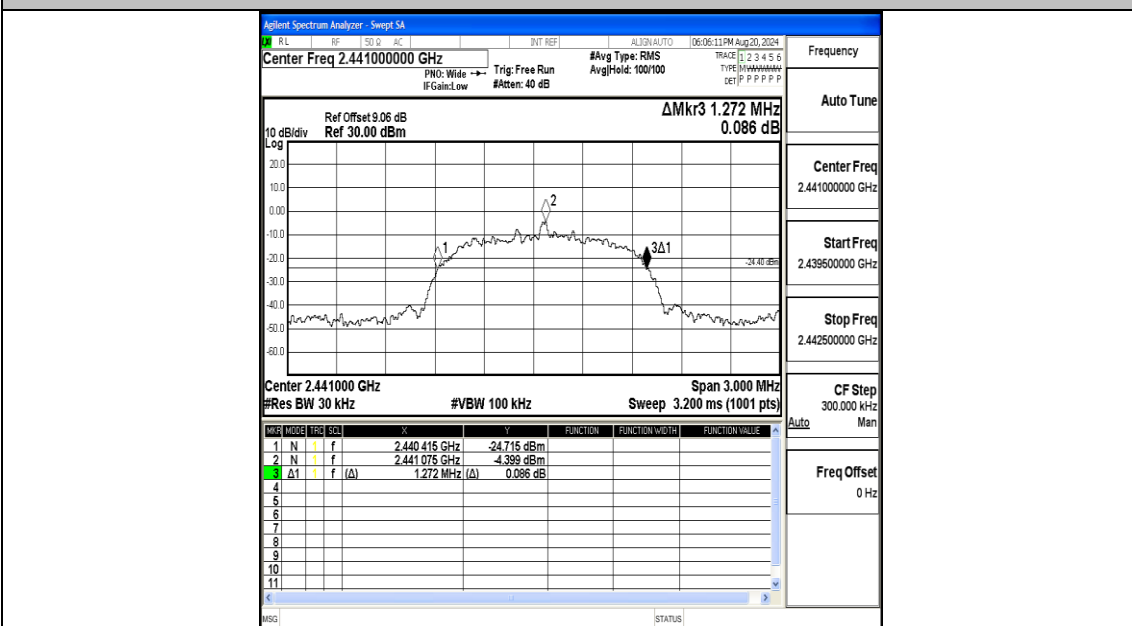 Agilent Spectrum Analyzer - Swept SA
RL RF 50 Ω AC INT REF ALIGN AUTO 06:06:11 PM Aug 20, 2024
Center Freq 2.441000000 GHz
PNO: Wide
IFGain:Low
Trig: Free Run
#Atten: 40 dB
#Avg Type: RMS
Avg|Hold: 100/100
TRACE 1 2 3 4 5 6
TYPE MWWWWW
DET P P P P P P
Frequency
Auto Tune
Center Freq
2.441000000 GHz
Start Freq
2.439500000 GHz
Stop Freq
2.442500000 GHz
CF Step
300.000 kHz
Auto Man
Freq Offset
0 Hz
ΔMkr3 1.272 MHz
0.086 dB
Ref Offset 9.06 dB
10 dB/div Ref 30.00 dBm
Log
20.0
10.0
0.00
-10.0
-20.0
-30.0
-40.0
-50.0
-60.0
1
2
3Δ1
-24.40 dBm
Center 2.441000 GHz Span 3.000 MHz
#Res BW 30 kHz #VBW 100 kHz Sweep 3.200 ms (1001 pts)
MKR MODE TRC SCL X Y FUNCTION FUNCTION WIDTH FUNCTION VALUE
1 N 1 f 2.440 415 GHz -24.715 dBm
2 N 1 f 2.441 075 GHz -4.399 dBm
3 Δ1 1 f (Δ) 1.272 MHz (Δ) 0.086 dB
4
5
6
7
8
9
10
11
MSG STATUS